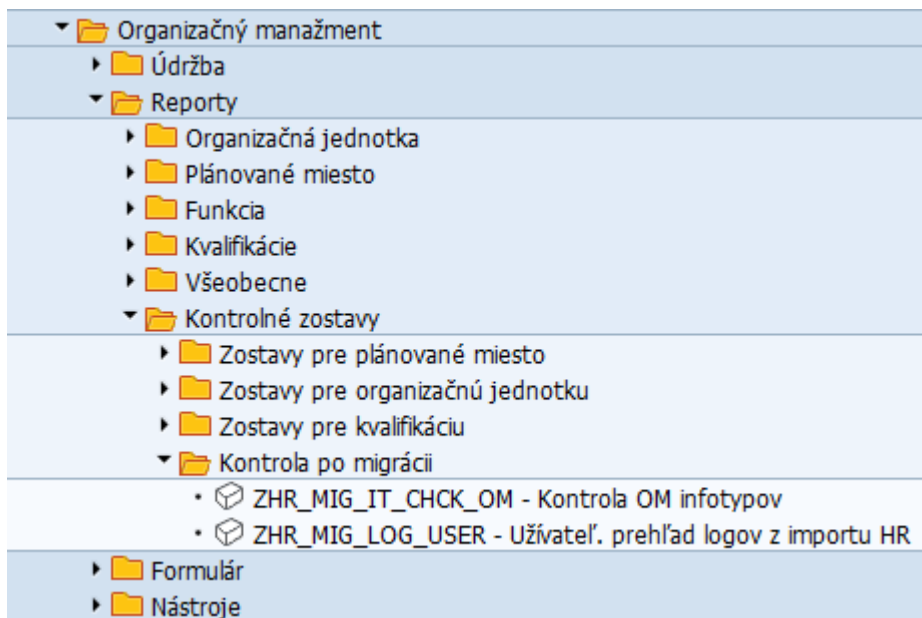 Organizačný manažment
Údržba
Reporty
Organizačná jednotka
Plánované miesto
Funkcia
Kvalifikácie
Všeobecne
Kontrolné zostavy
Zostavy pre plánované miesto
Zostavy pre organizačnú jednotku
Zostavy pre kvalifikáciu
Kontrola po migrácii
ZHR_MIG_IT_CHCK_OM - Kontrola OM infotypov
ZHR_MIG_LOG_USER - Užívateľ. prehľad logov z importu HR
Formulár
Nástroje